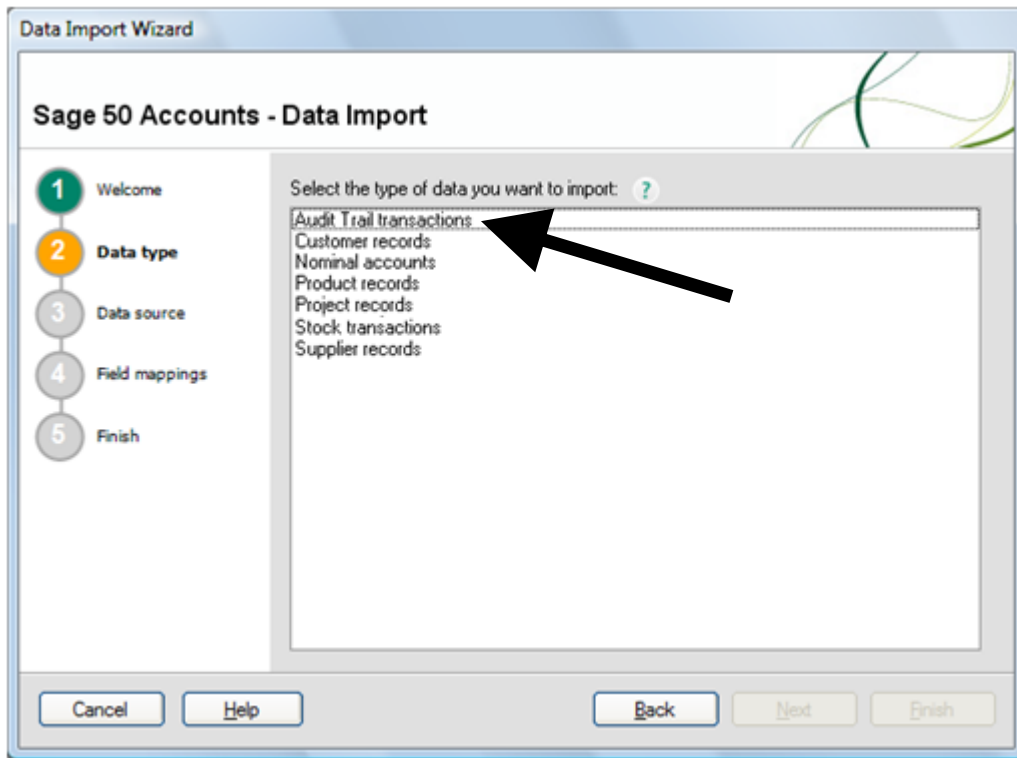 Data Import Wizard
Sage 50 Accounts - Data Import
1 Welcome
2 Data type
3 Data source
4 Field mappings
5 Finish
Select the type of data you want to import: ?
Audit Trail transactions
Customer records
Nominal accounts
Product records
Project records
Stock transactions
Supplier records
Cancel Help Back Next Finish